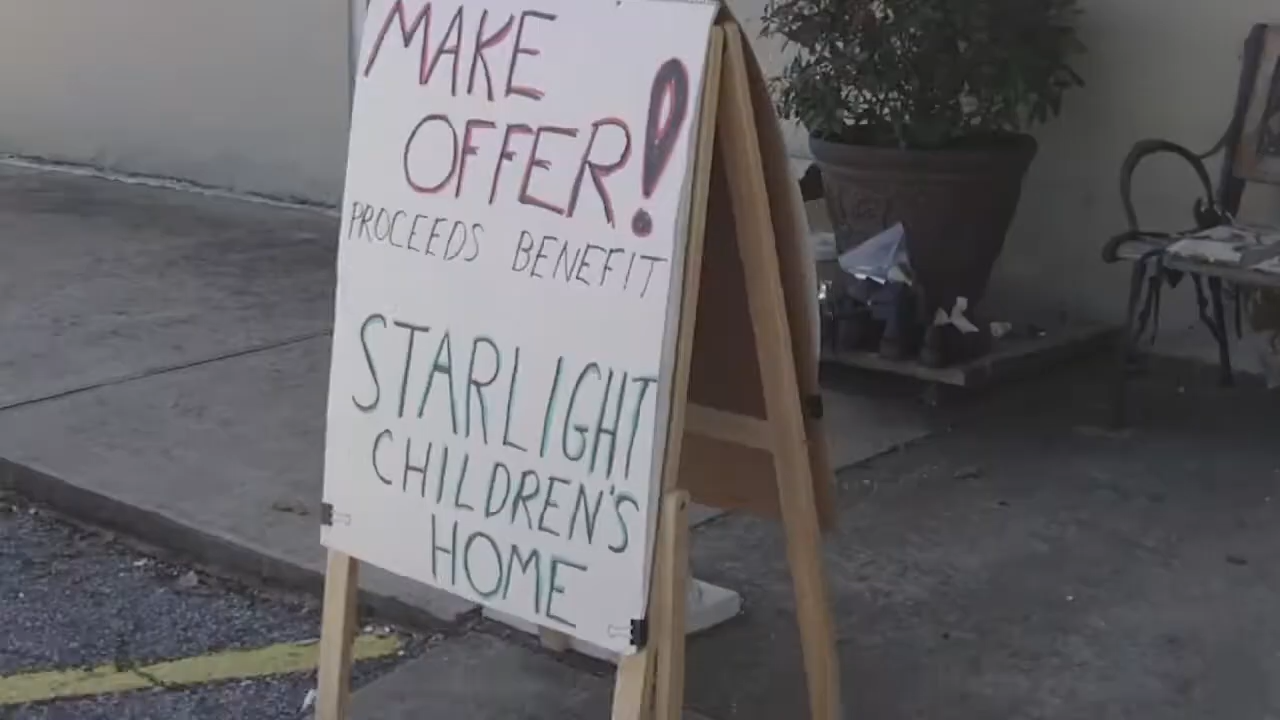 MAKE
OFFER!
PROCEEDS BENEFIT
STARLIGHT
CHILDREN'S
HOME